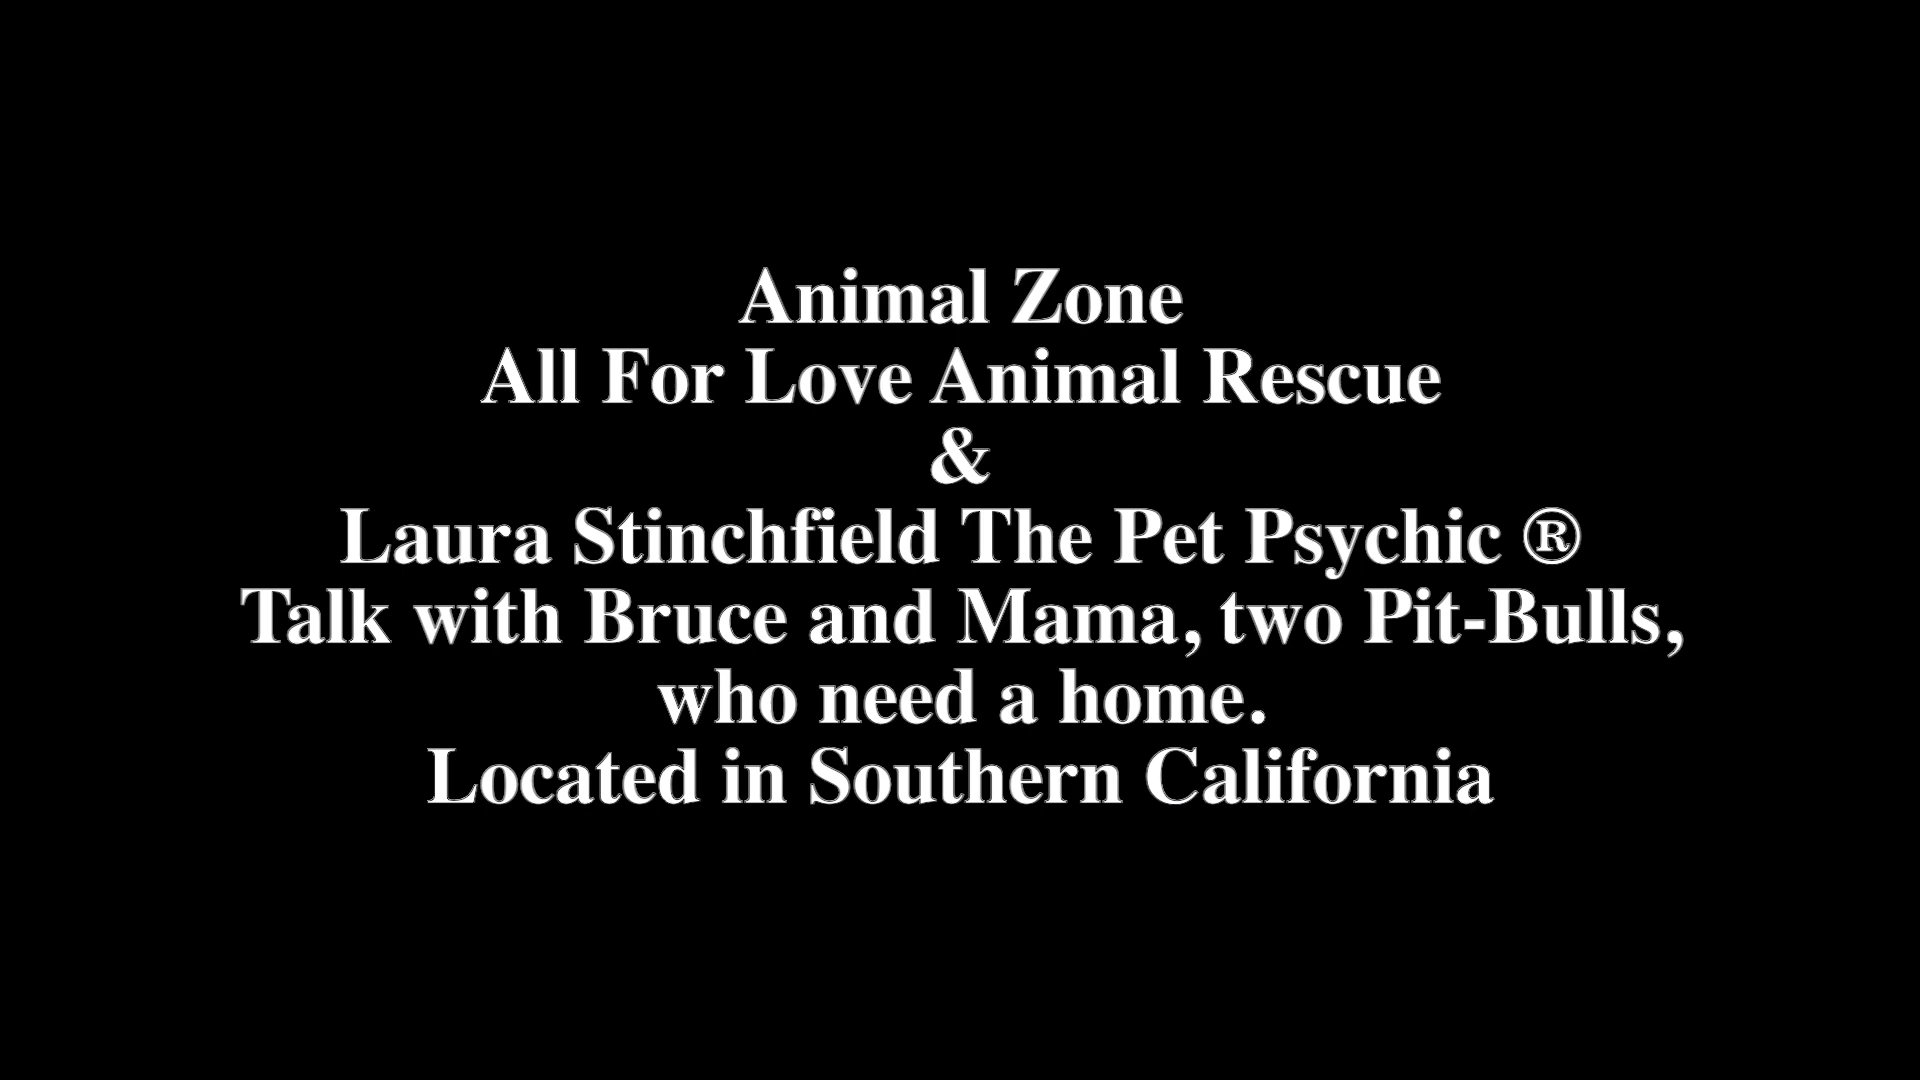 Animal Zone
All For Love Animal Rescue
&
Laura Stinchfield The Pet Psychic ®
Talk with Bruce and Mama, two Pit-Bulls,
who need a home.
Located in Southern California